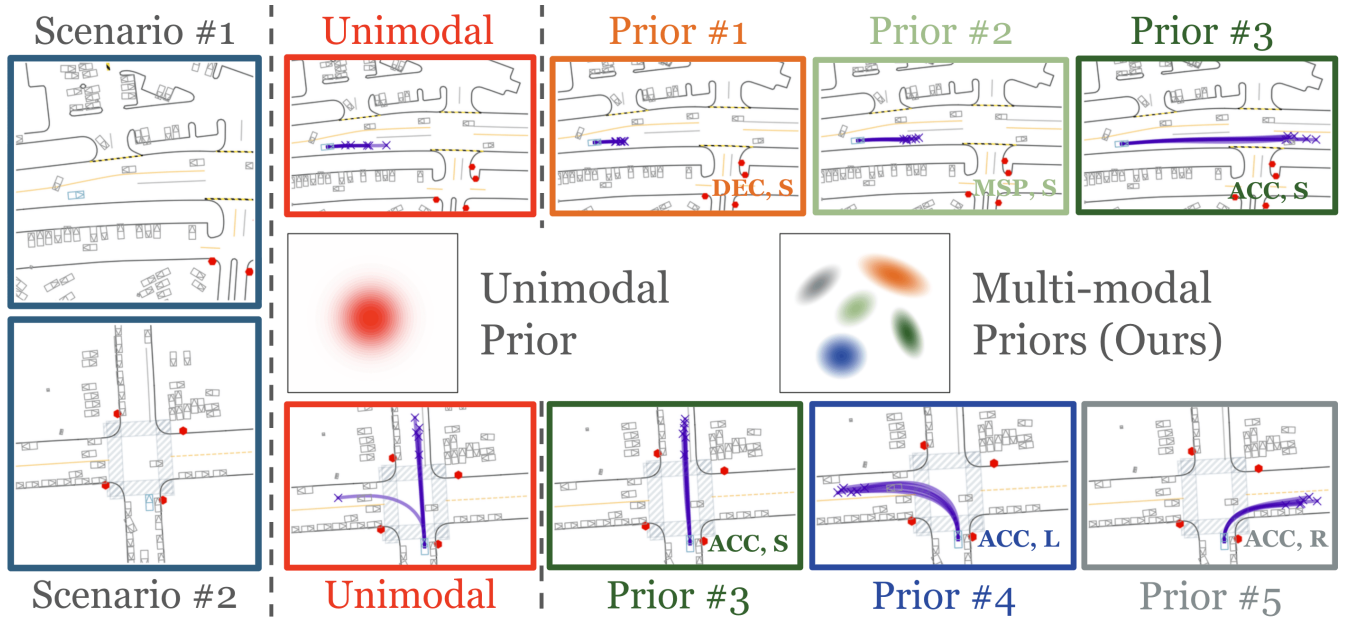 Scenario #1
Unimodal
Prior #1
Prior #2
Prior #3
DEC, S
MSP, S
ACC, S
Unimodal
Prior
Multi-modal
Priors (Ours)
ACC, S
ACC, L
ACC, R
Scenario #2
Unimodal
Prior #3
Prior #4
Prior #5